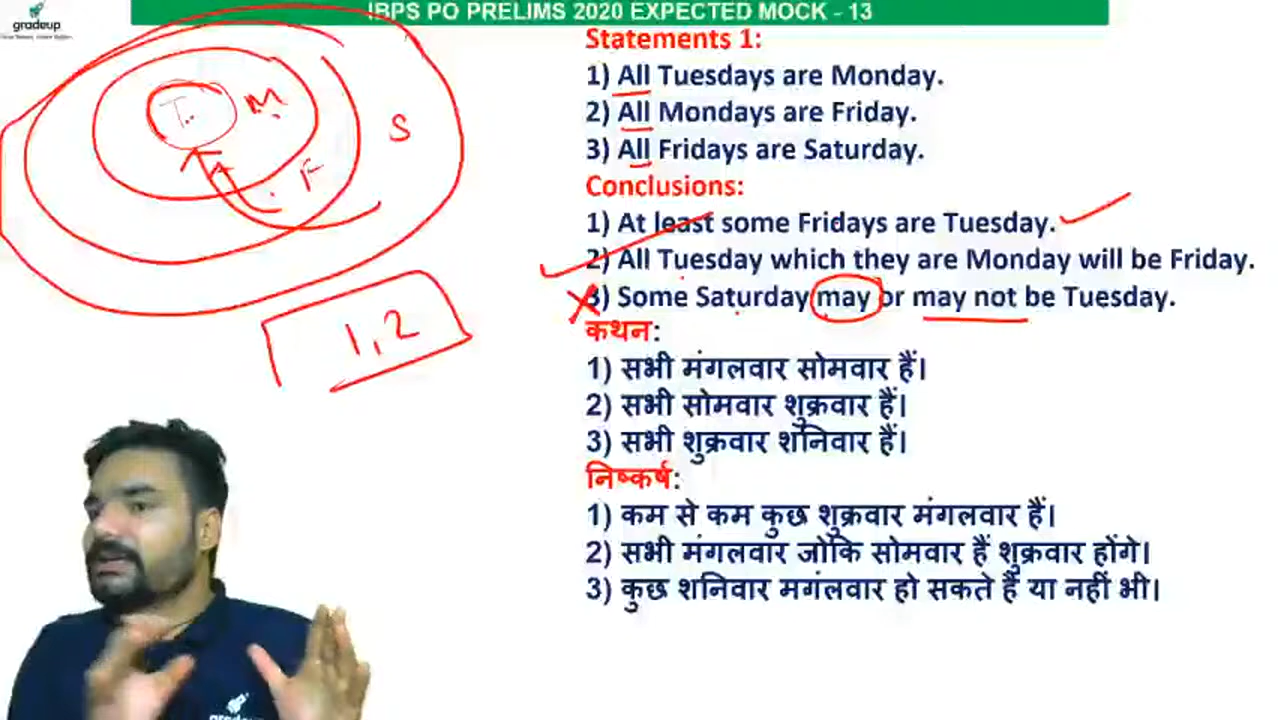 IBPS PO PRELIMS 2020 EXPECTED MOCK - 13
gradeup
Statements 1:
1) All Tuesdays are Monday.
2) All Mondays are Friday.
3) All Fridays are Saturday.
Conclusions:
1) At least some Fridays are Tuesday.
2) All Tuesday which they are Monday will be Friday.
3) Some Saturday may or may not be Tuesday.
कथन:
1) सभी मंगलवार सोमवार हैं।
2) सभी सोमवार शुक्रवार हैं।
3) सभी शुक्रवार शनिवार हैं।
निष्कर्ष:
1) कम से कम कुछ शुक्रवार मंगलवार हैं।
2) सभी मंगलवार जोकि सोमवार हैं शुक्रवार होंगे।
3) कुछ शनिवार मगंलवार हो सकते हैं या नहीं भी।
T.
M
F
S
1,2
gradeup